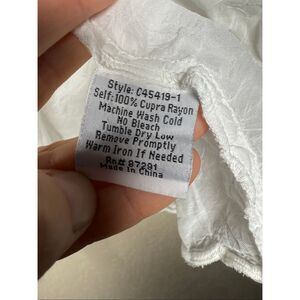 Style: C45419-1
Self: 100% Cupra Rayon
Machine Wash Cold
No Bleach
Tumble Dry Low
Remove Promptly
Warm Iron If Needed
Rn# 87291
Made In China